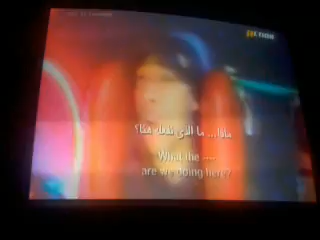 ماذا... ما الذي نفعله هنا؟
What the ----
are we doing here?